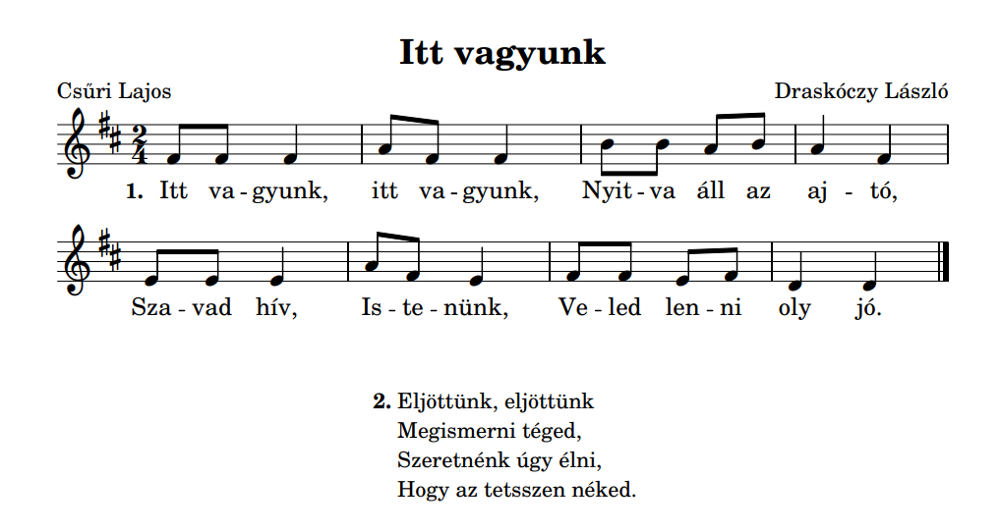 Itt vagyunk
Csűri Lajos Draskóczy László
2/4
1. Itt va - gyunk, itt va - gyunk, Nyit - va áll az aj - tó,
Sza - vad hív, Is - te - nünk, Ve - led len - ni oly jó.
2. Eljöttünk, eljöttünk
Megismerni téged,
Szeretnénk úgy élni,
Hogy az tetsszen néked.